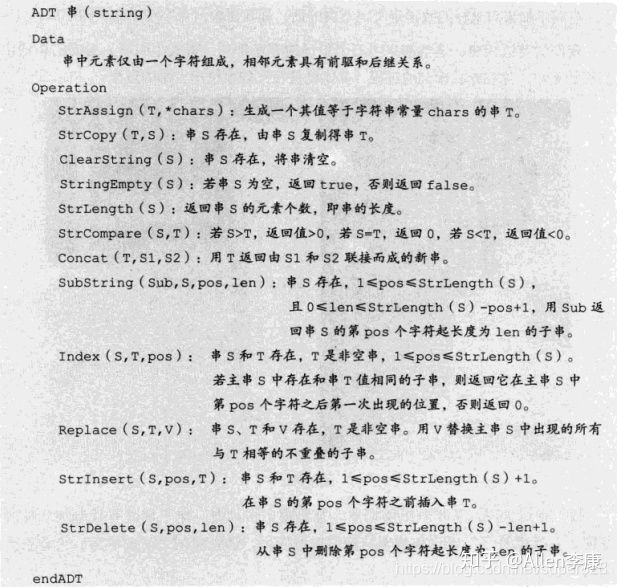 ADT 串(string)
Data
串中元素仅由一个字符组成，相邻元素具有前驱和后继关系。
Operation
StrAssign(T,*chars)：生成一个其值等于字符串常量 chars 的串 T。
StrCopy(T,S)：串 S 存在，由串 S 复制得串 T。
ClearString(S)：串 S 存在，将串清空。
StringEmpty(S)：若串 S 为空，返回 true，否则返回 false。
StrLength(S)：返回串 S 的元素个数，即串的长度。
StrCompare(S,T)：若 S>T，返回值>0，若 S=T，返回 0，若 S<T，返回值<0。
Concat(T,S1,S2)：用 T 返回由 S1 和 S2 联接而成的新串。
SubString(Sub,S,pos,len)：串 S 存在，1≤pos≤StrLength(S)，
且 0≤len≤StrLength(S)-pos+1，用 Sub 返
回串 S 的第 pos 个字符起长度为 len 的子串。
Index(S,T,pos)： 串 S 和 T 存在，T 是非空串，1≤pos≤StrLength(S)。
若主串 S 中存在和串 T 值相同的子串，则返回它在主串 S 中
第 pos 个字符之后第一次出现的位置，否则返回 0。
Replace(S,T,V)： 串 S、T 和 V 存在，T 是非空串。用 V 替换主串 S 中出现的所有
与 T 相等的不重叠的子串。
StrInsert(S,pos,T)： 串 S 和 T 存在，1≤pos≤StrLength(S)+1。
在串 S 的第 pos 个字符之前插入串 T。
StrDelete(S,pos,len)：串 S 存在，1≤pos≤StrLength(S)-len+1。
从串 S 中删除第 pos 个字符起长度为 len 的子串。
endADT
知乎 @Allen李康